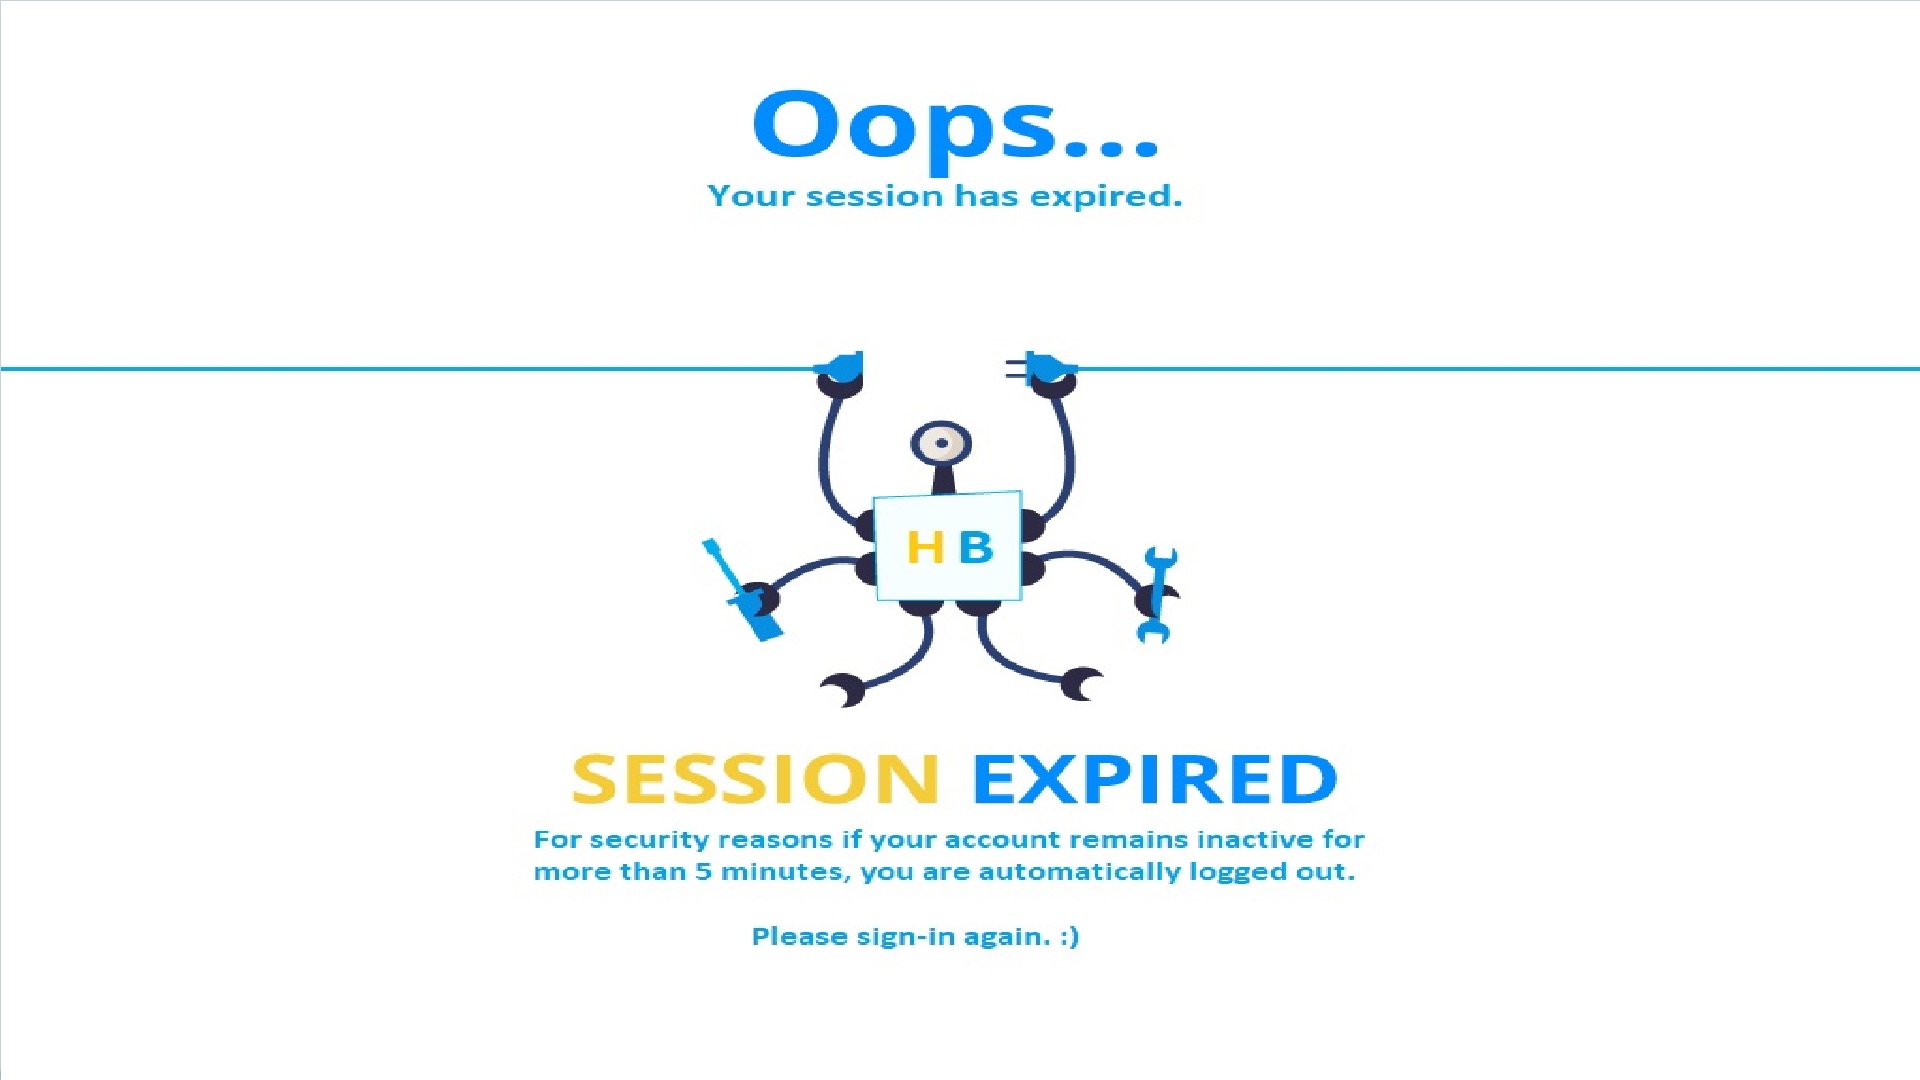 Oops...
Your session has expired.
H B
SESSION EXPIRED
For security reasons if your account remains inactive for
more than 5 minutes, you are automatically logged out.
Please sign-in again. :)